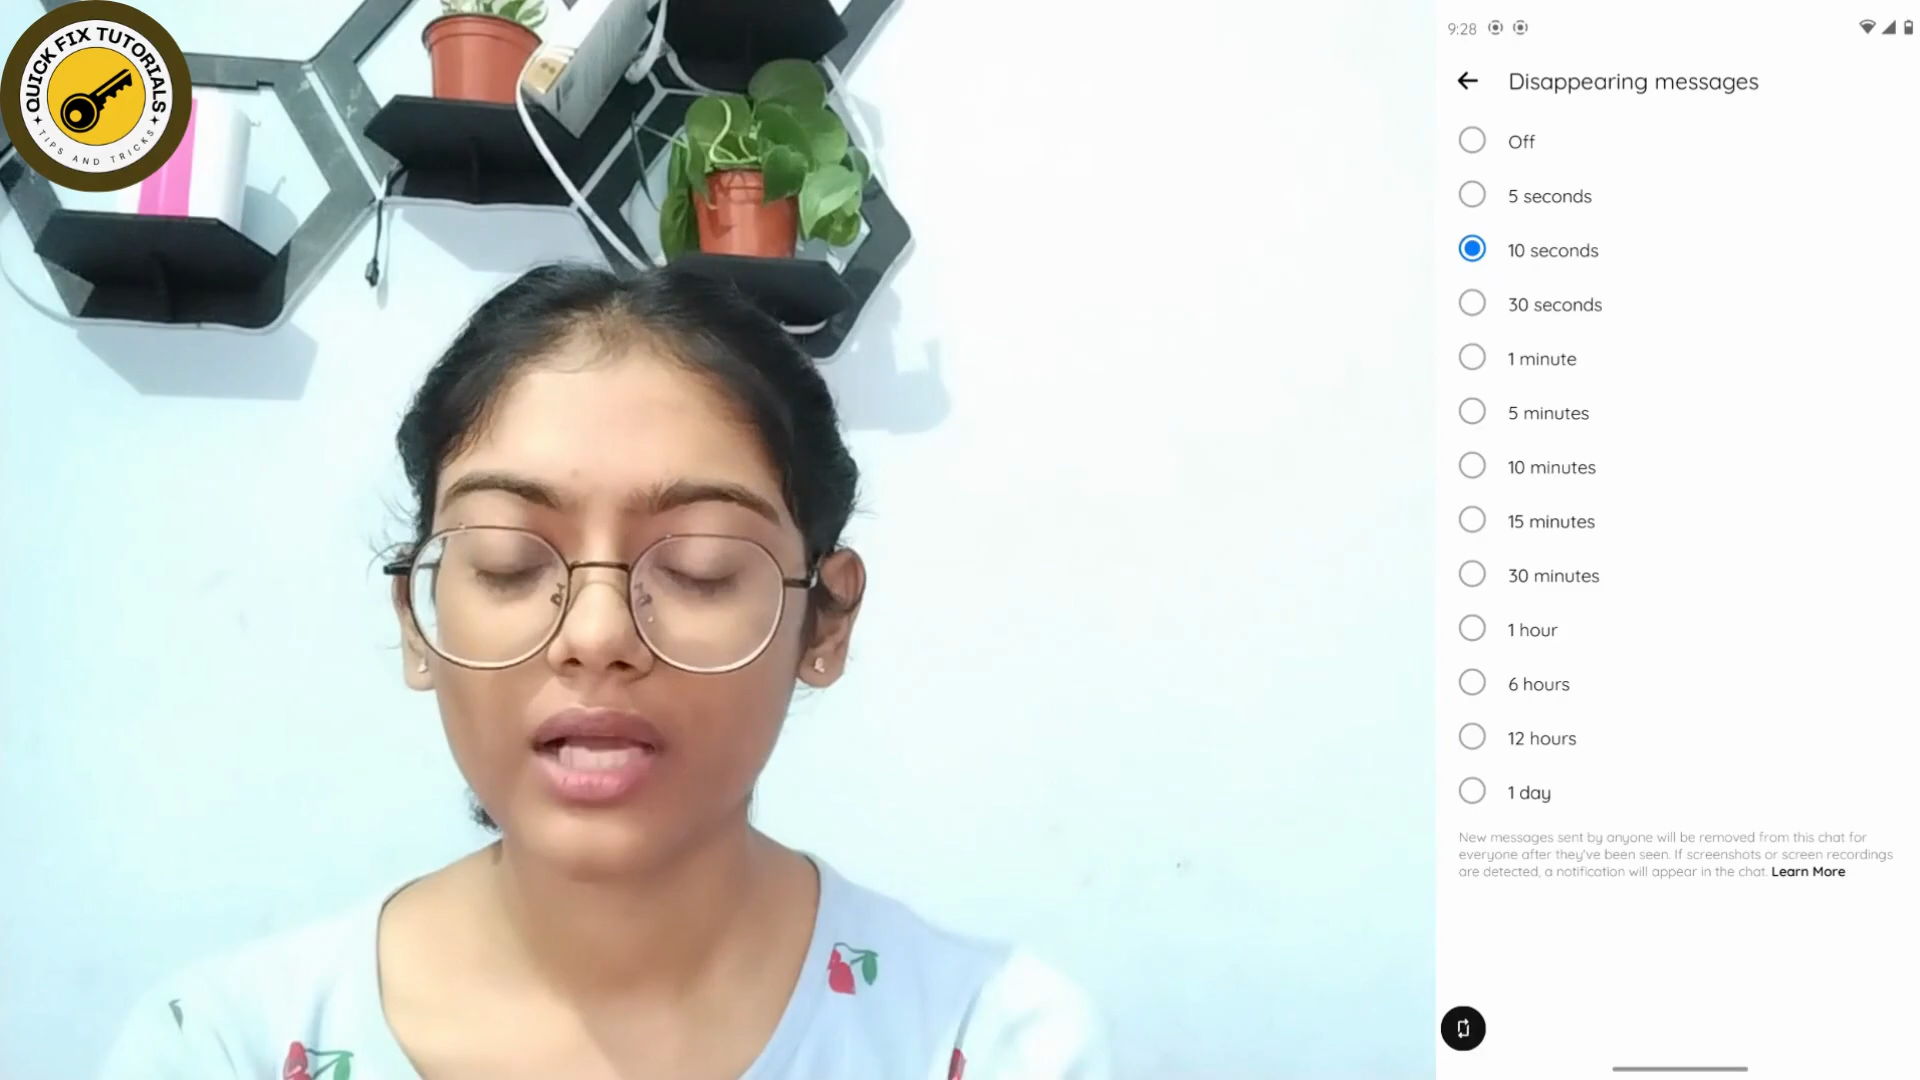 QUICK FIX TUTORIALS
TIPS AND TRICKS
9:28
Disappearing messages
Off
5 seconds
10 seconds
30 seconds
1 minute
5 minutes
10 minutes
15 minutes
30 minutes
1 hour
6 hours
12 hours
1 day
New messages sent by anyone will be removed from this chat for
everyone after they've been seen. If screenshots or screen recordings
are detected, a notification will appear in the chat. Learn More